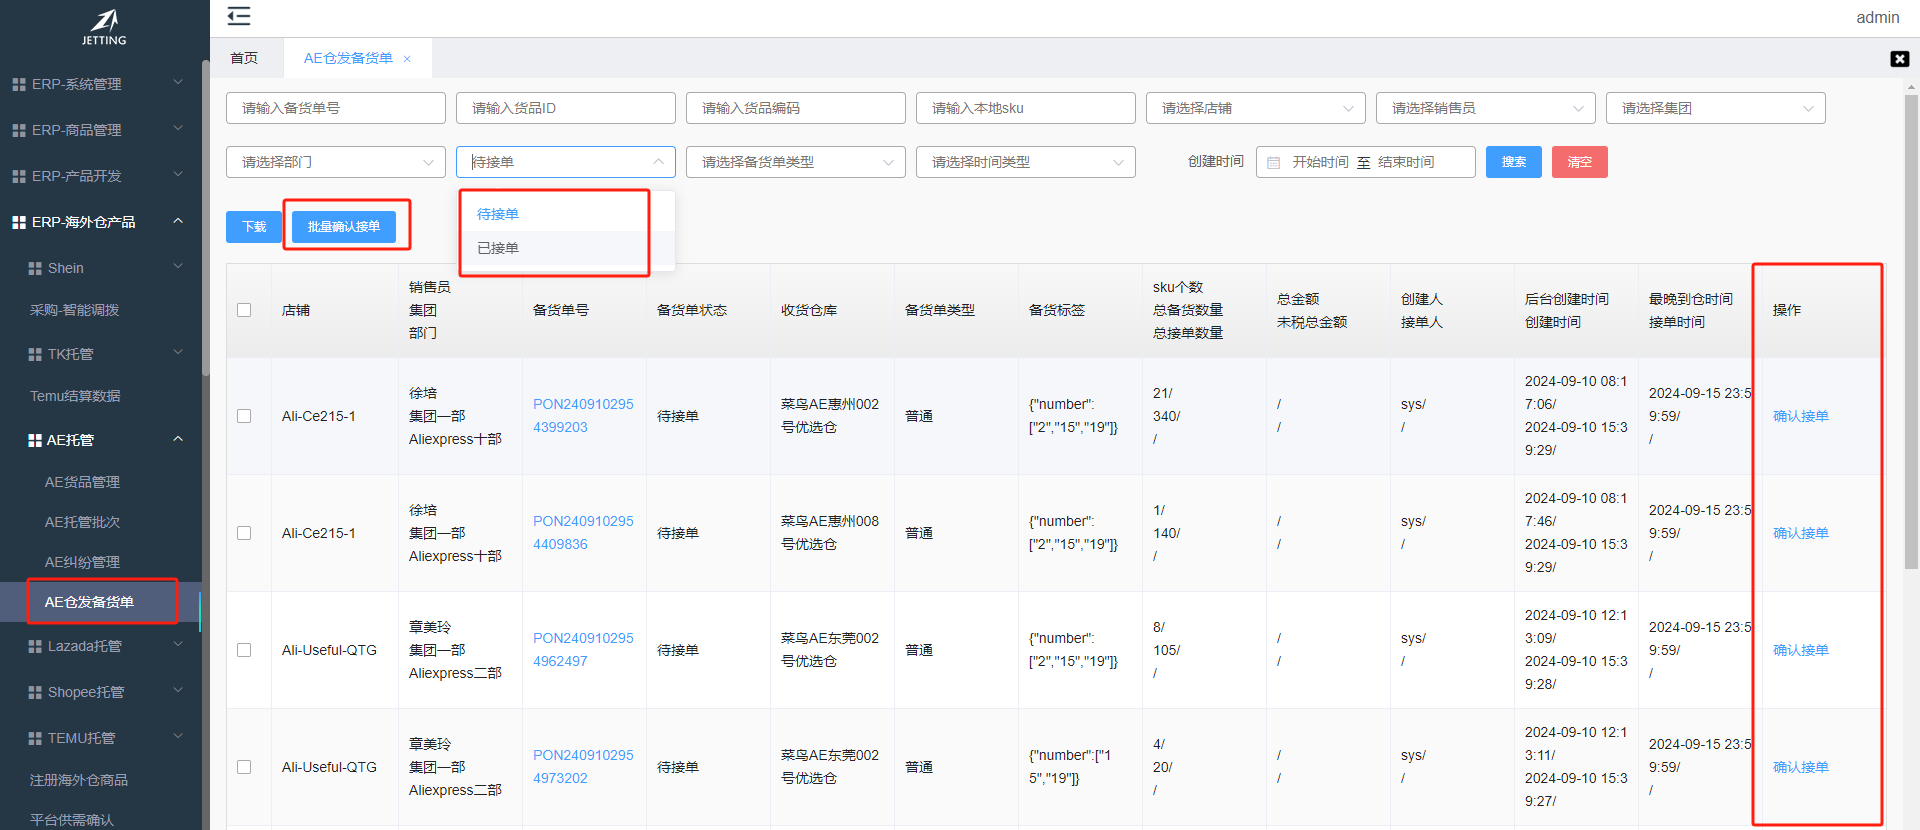 JETTING
ERP-系统管理
ERP-商品管理
ERP-产品开发
ERP-海外仓产品
Shein
采购-智能调拨
TK托管
Temu结算数据
AE托管
AE货品管理
AE托管批次
AE纠纷管理
AE仓发备货单
Lazada托管
Shopee托管
TEMU托管
注册海外仓商品
平台供需确认
admin
首页
AE仓发备货单 ×
请输入备货单号
请输入货品ID
请输入货品编码
请输入本地sku
请选择店铺
请选择销售员
请选择集团
请选择部门
待接单
请选择备货单类型
请选择时间类型
创建时间
开始时间 至 结束时间
搜索
清空
待接单
已接单
下载
批量确认接单
店铺
销售员
集团
部门
备货单号
备货单状态
收货仓库
备货单类型
备货标签
sku个数
总备货数量
总接单数量
总金额
未税总金额
创建人
接单人
后台创建时间
创建时间
最晚到仓时间
接单时间
操作
Ali-Ce215-1
徐培
集团一部
Aliexpress十部
PON240910295
4399203
待接单
菜鸟AE惠州002
号优选仓
普通
{"number":
["2","15","19"]}
21/
340/
/
/
/
sys/
/
2024-09-10 08:1
7:06/
2024-09-10 15:3
9:29/
2024-09-15 23:5
9:59/
/
确认接单
Ali-Ce215-1
徐培
集团一部
Aliexpress十部
PON240910295
4409836
待接单
菜鸟AE惠州008
号优选仓
普通
{"number":
["2","15","19"]}
1/
140/
/
/
/
sys/
/
2024-09-10 08:1
7:46/
2024-09-10 15:3
9:29/
2024-09-15 23:5
9:59/
/
确认接单
Ali-Useful-QTG
章美玲
集团一部
Aliexpress二部
PON240910295
4962497
待接单
菜鸟AE东莞002
号优选仓
普通
{"number":
["2","15","19"]}
8/
105/
/
/
/
sys/
/
2024-09-10 12:1
3:09/
2024-09-10 15:3
9:28/
2024-09-15 23:5
9:59/
/
确认接单
Ali-Useful-QTG
章美玲
集团一部
Aliexpress二部
PON240910295
4973202
待接单
菜鸟AE东莞002
号优选仓
普通
{"number":["1
5","19"]}
4/
20/
/
/
/
sys/
/
2024-09-10 12:1
3:11/
2024-09-10 15:3
9:27/
2024-09-15 23:5
9:59/
/
确认接单